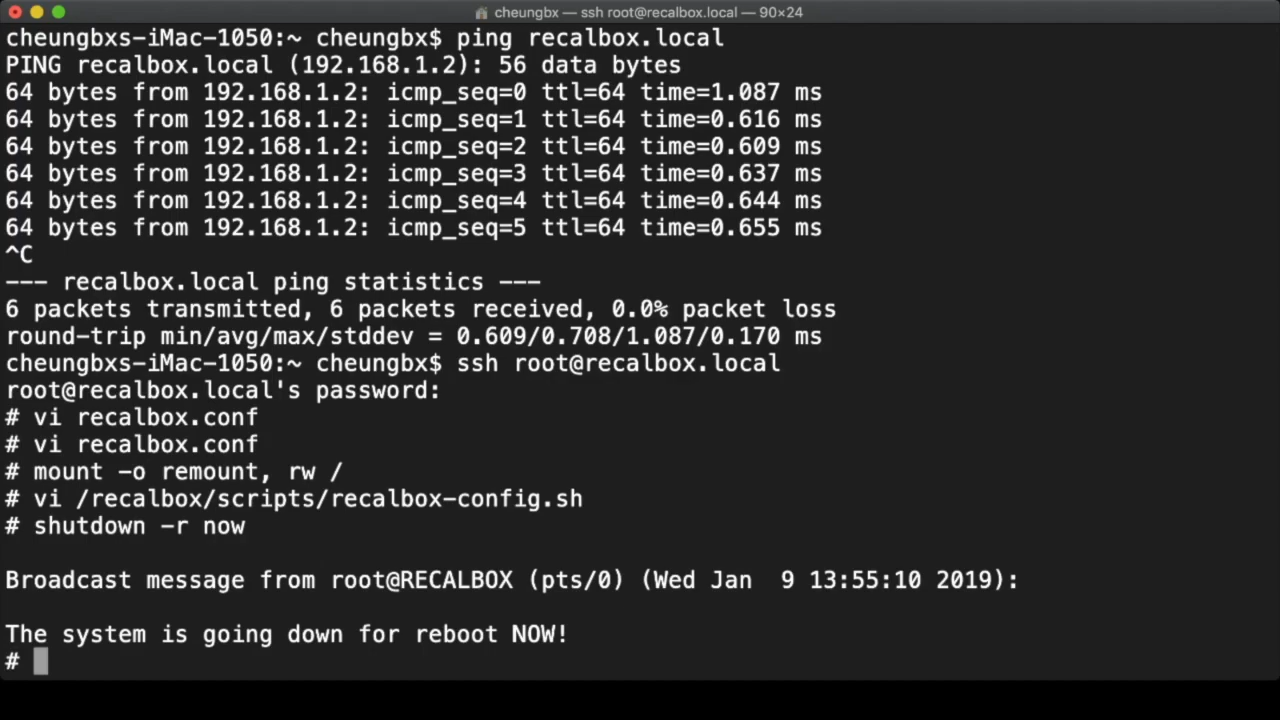 cheungbx — ssh root@recalbox.local — 90×24
cheungbxs-iMac-1050:~ cheungbx$ ping recalbox.local
PING recalbox.local (192.168.1.2): 56 data bytes
64 bytes from 192.168.1.2: icmp_seq=0 ttl=64 time=1.087 ms
64 bytes from 192.168.1.2: icmp_seq=1 ttl=64 time=0.616 ms
64 bytes from 192.168.1.2: icmp_seq=2 ttl=64 time=0.609 ms
64 bytes from 192.168.1.2: icmp_seq=3 ttl=64 time=0.637 ms
64 bytes from 192.168.1.2: icmp_seq=4 ttl=64 time=0.644 ms
64 bytes from 192.168.1.2: icmp_seq=5 ttl=64 time=0.655 ms
^C
--- recalbox.local ping statistics ---
6 packets transmitted, 6 packets received, 0.0% packet loss
round-trip min/avg/max/stddev = 0.609/0.708/1.087/0.170 ms
cheungbxs-iMac-1050:~ cheungbx$ ssh root@recalbox.local
root@recalbox.local's password:
# vi recalbox.conf
# vi recalbox.conf
# mount -o remount, rw /
# vi /recalbox/scripts/recalbox-config.sh
# shutdown -r now
Broadcast message from root@RECALBOX (pts/0) (Wed Jan  9 13:55:10 2019):
The system is going down for reboot NOW!
#